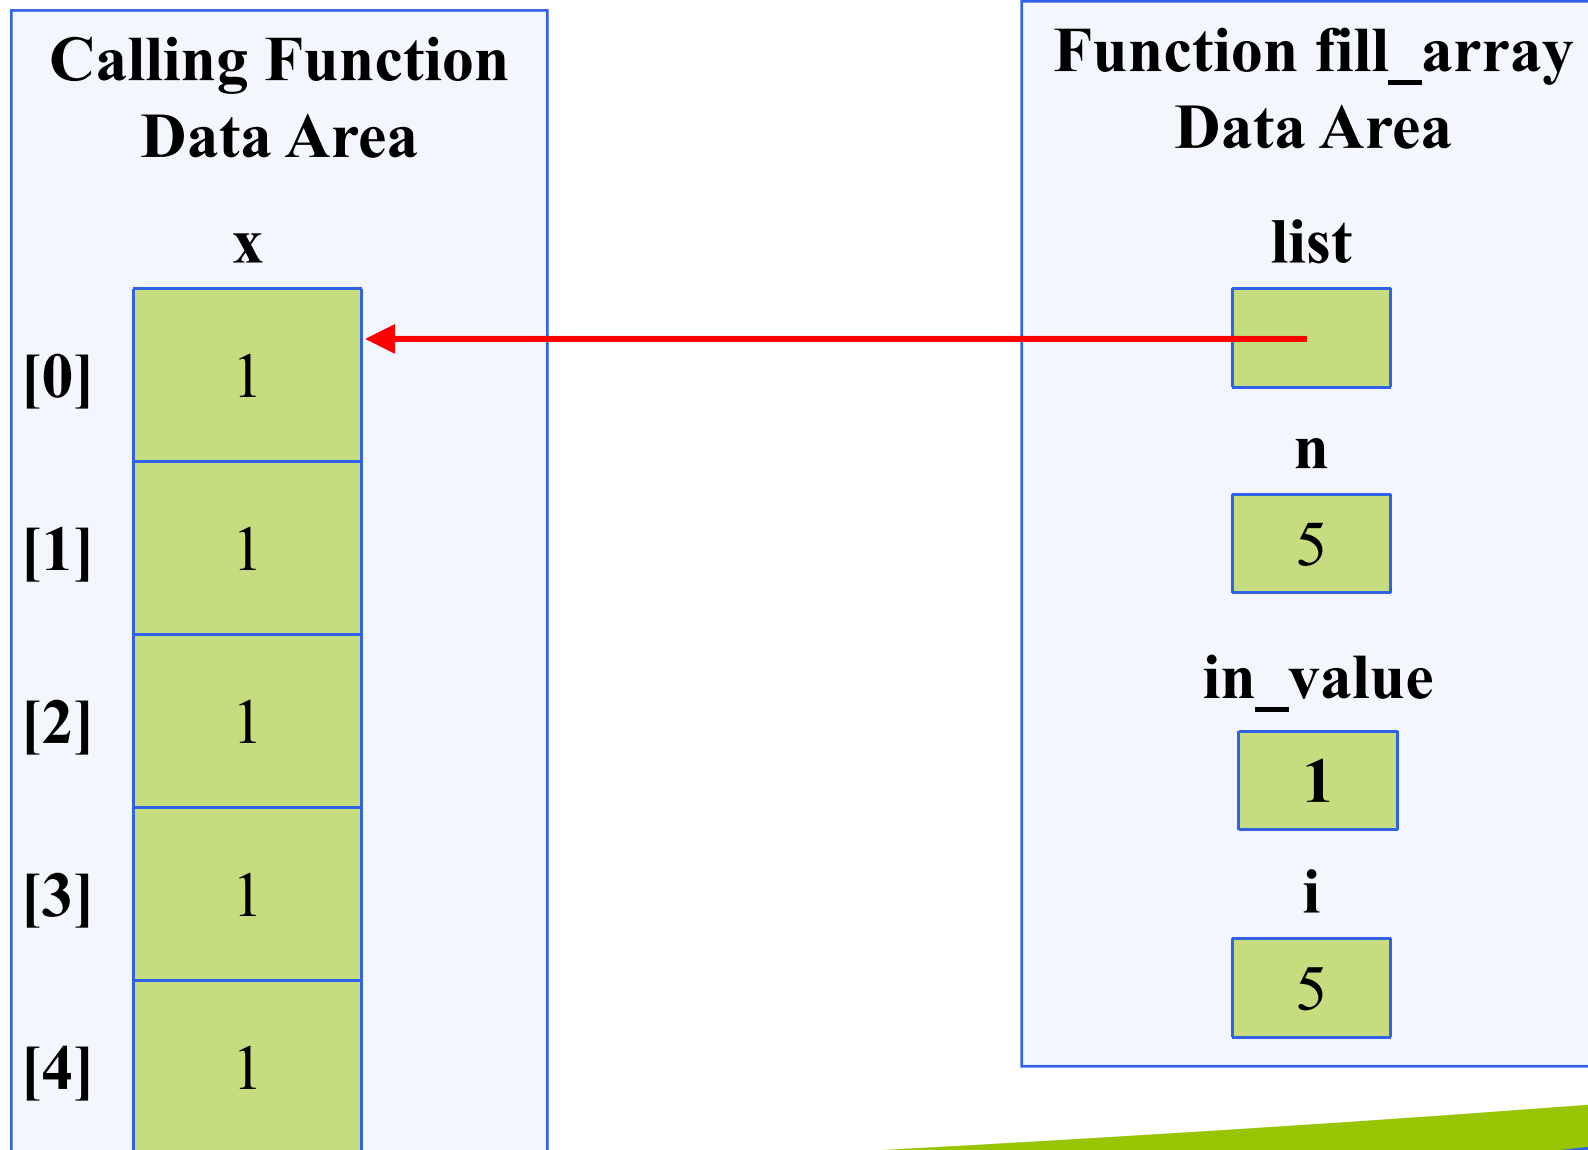 Calling Function
Data Area
x
[0] 1
[1] 1
[2] 1
[3] 1
[4] 1
Function fill_array
Data Area
list
n
5
in_value
1
i
5